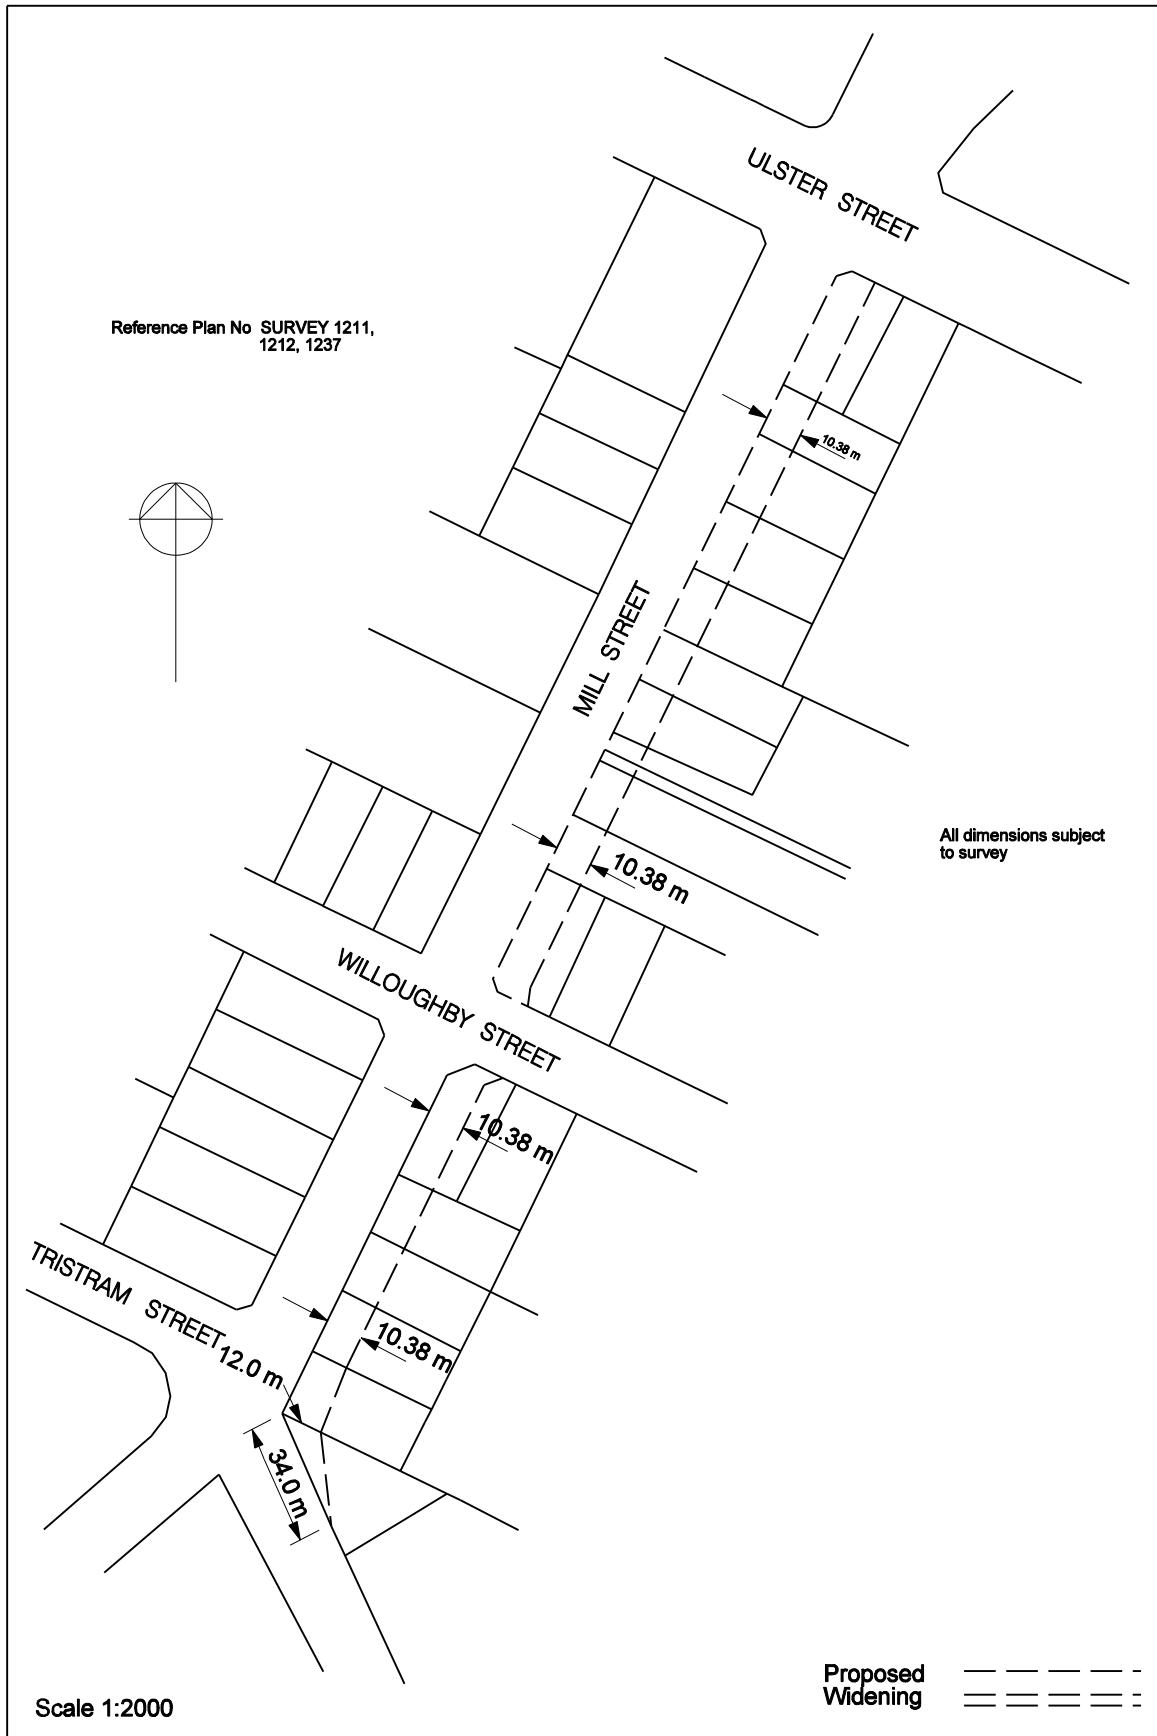 ULSTER STREET
Reference Plan No SURVEY 1211,
1212, 1237
10.38 m
MILL STREET
All dimensions subject
to survey
10.38 m
WILLOUGHBY STREET
10.38 m
TRISTRAM STREET
10.38 m
12.0 m
34.0 m
Proposed
Widening
Scale 1:2000